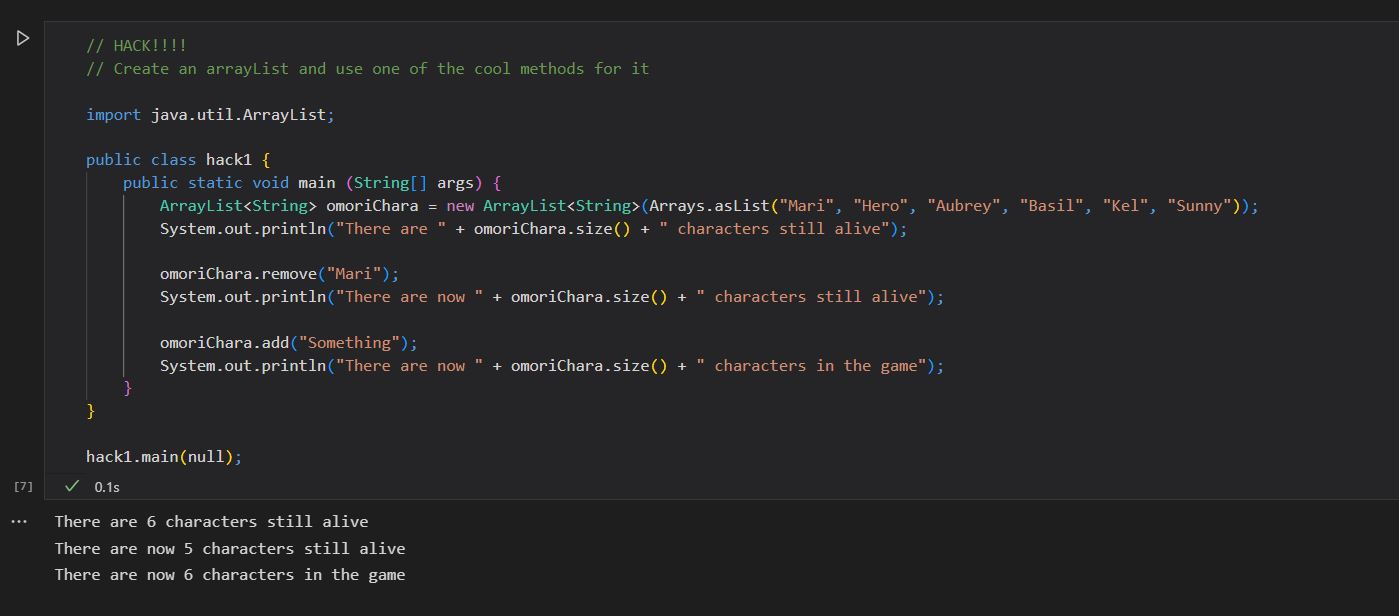 // HACK!!!!
// Create an arrayList and use one of the cool methods for it
import java.util.ArrayList;
public class hack1 {
public static void main (String[] args) {
ArrayList<String> omoriChara = new ArrayList<String>(Arrays.asList("Mari", "Hero", "Aubrey", "Basil", "Kel", "Sunny"));
System.out.println("There are " + omoriChara.size() + " characters still alive");
omoriChara.remove("Mari");
System.out.println("There are now " + omoriChara.size() + " characters still alive");
omoriChara.add("Something");
System.out.println("There are now " + omoriChara.size() + " characters in the game");
}
}
hack1.main(null);
[7] 0.1s
There are 6 characters still alive
There are now 5 characters still alive
There are now 6 characters in the game